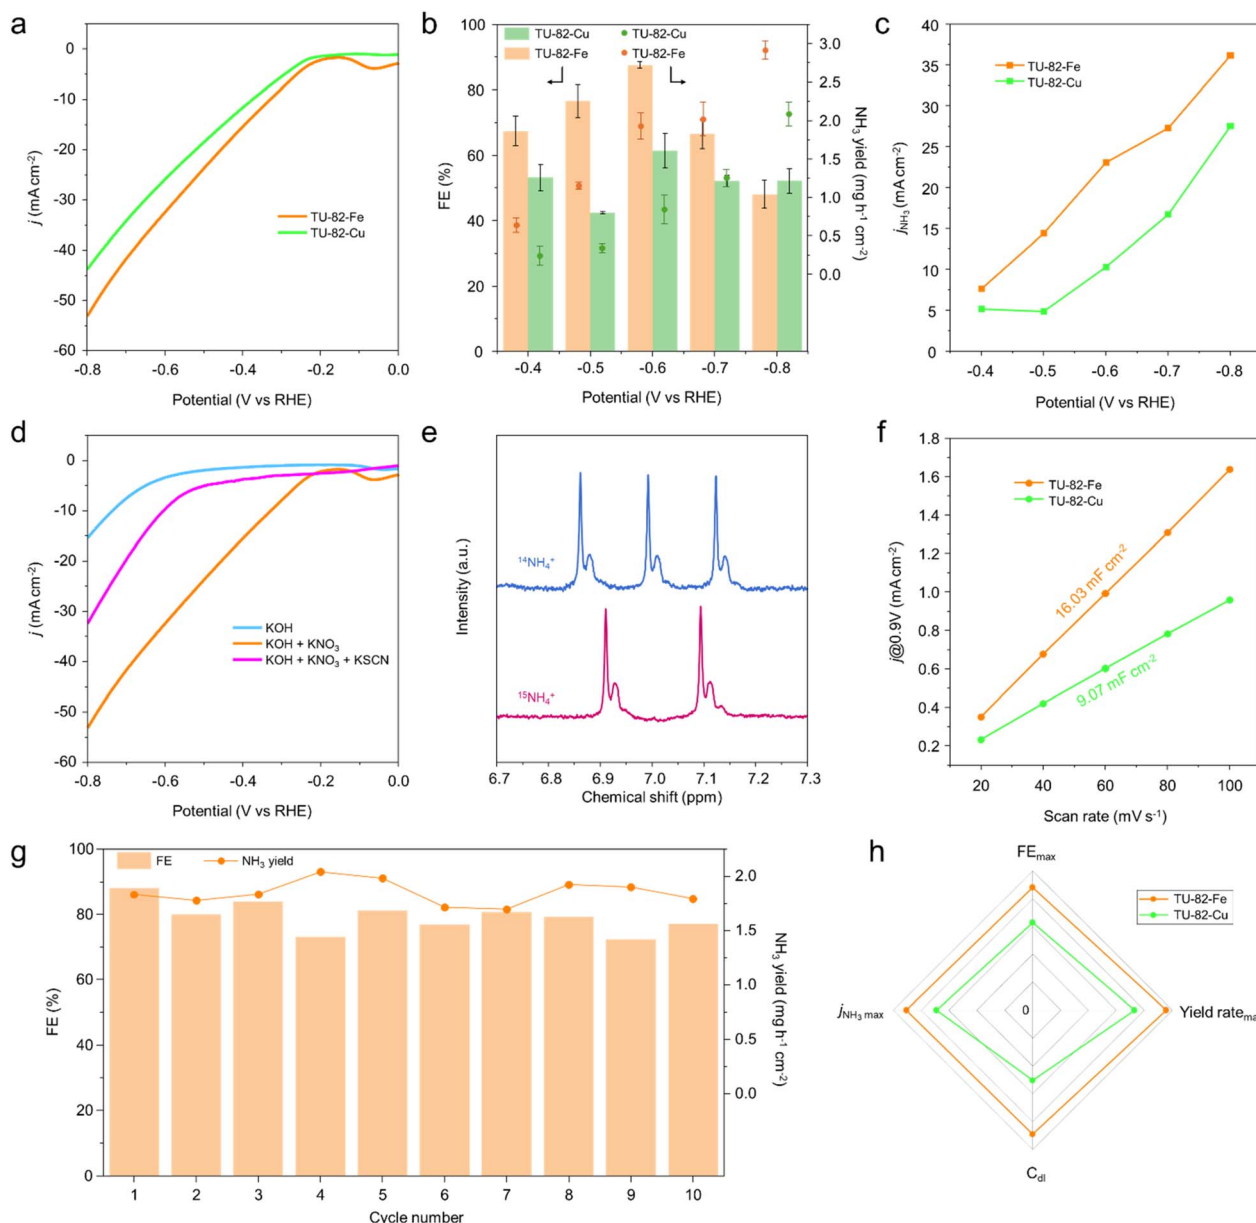 a
0
-10
-20
-30
-40
-50
-60
j (mA cm⁻²)
TU-82-Fe
TU-82-Cu
-0.8 -0.6 -0.4 -0.2 0.0
Potential (V vs RHE)
b
100
80
60
40
20
0
FE (%)
TU-82-Cu TU-82-Cu
TU-82-Fe TU-82-Fe
3.0
2.5
2.0
1.5
1.0
0.5
0.0
NH₃ yield (mg h⁻¹ cm⁻²)
-0.4 -0.5 -0.6 -0.7 -0.8
Potential (V vs RHE)
c
40
35
30
25
20
15
10
5
0
jNH₃ (mA cm⁻²)
TU-82-Fe
TU-82-Cu
-0.4 -0.5 -0.6 -0.7 -0.8
Potential (V vs RHE)
d
0
-10
-20
-30
-40
-50
-60
j (mA cm⁻²)
KOH
KOH + KNO₃
KOH + KNO₃ + KSCN
-0.8 -0.6 -0.4 -0.2 0.0
Potential (V vs RHE)
e
Intensity (a.u.)
¹⁴NH₄⁺
¹⁵NH₄⁺
6.7 6.8 6.9 7.0 7.1 7.2 7.3
Chemical shift (ppm)
f
1.8
1.6
1.4
1.2
1.0
0.8
0.6
0.4
0.2
j@0.9V (mA cm⁻²)
TU-82-Fe
TU-82-Cu
16.03 mF cm⁻²
9.07 mF cm⁻²
20 40 60 80 100
Scan rate (mV s⁻¹)
g
100
80
60
40
20
0
FE (%)
FE NH₃ yield
2.0
1.5
1.0
0.5
0.0
NH₃ yield (mg h⁻¹ cm⁻²)
1 2 3 4 5 6 7 8 9 10
Cycle number
h
FEmax
TU-82-Fe
TU-82-Cu
jNH₃ max
0
Yield rate
Cdl